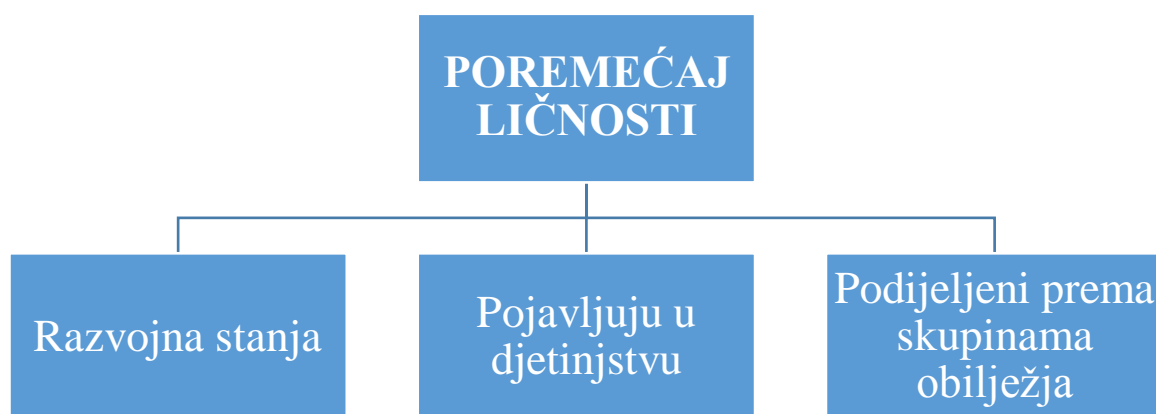 POREMEĆAJ
LIČNOSTI
Razvojna stanja
Pojavljuju u
djetinjstvu
Podijeljeni prema
skupinama
obilježja